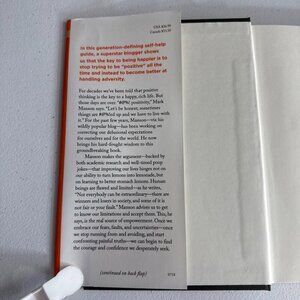 USA $26.99
Canada $33.50
In this generation-defining self-help
guide, a superstar blogger shows
us that the key to being happier is to
stop trying to be "positive" all the
time and instead to become better at
handling adversity.
For decades we've been told that positive
thinking is the key to a happy, rich life. But
those days are over. "#@%! positivity," Mark
Manson says. "Let's be honest; sometimes
things are #@%!ed up and we have to live with
it." For the past few years, Manson—via his
wildly popular blog—has been working on
correcting our delusional expectations
for ourselves and for the world. He now
brings his hard-fought wisdom to this
groundbreaking book.
Manson makes the argument—backed by
both academic research and well-timed poop
jokes—that improving our lives hinges not on
our ability to turn lemons into lemonade, but
on learning to better stomach lemons. Human
beings are flawed and limited—as he writes,
"Not everybody can be extraordinary—there are
winners and losers in society, and some of it is
not fair or your fault." Manson advises us to get
to know our limitations and accept them. This, he
says, is the real source of empowerment. Once we
embrace our fears, faults, and uncertainties—once we
stop running from and avoiding, and start
confronting painful truths—we can begin to find
the courage and confidence we desperately seek.
(continued on back flap)